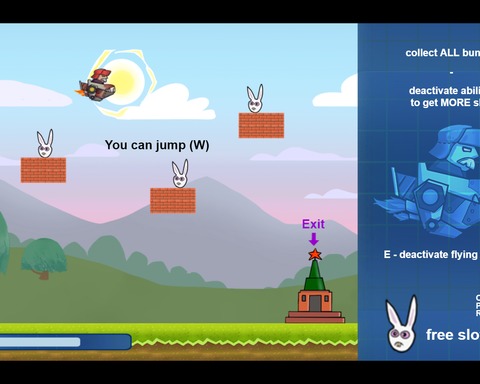 collect ALL bun
-
deactivate abili
to get MORE s
You can jump (W)
Exit
E - deactivate flying
free slo